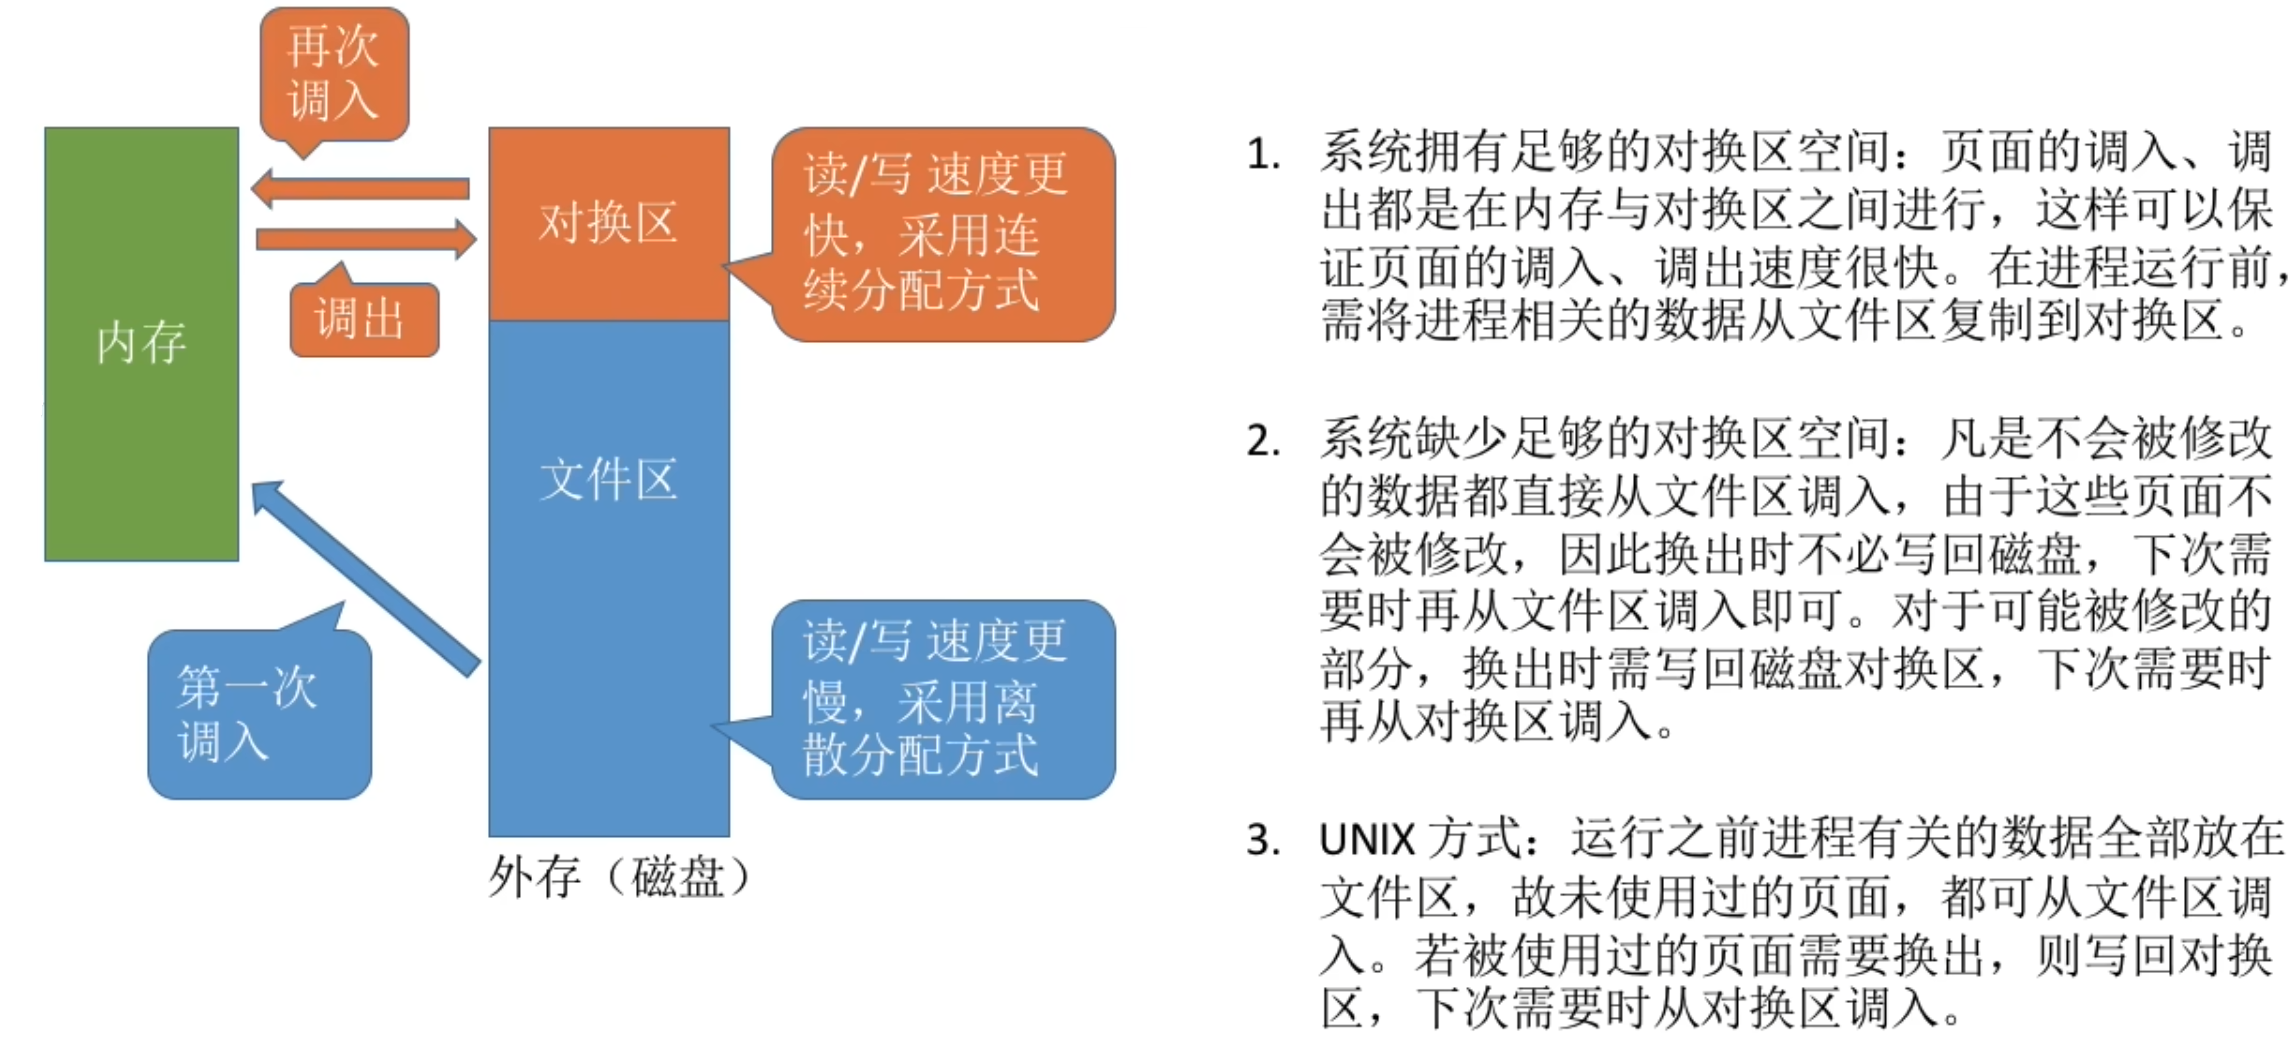 再次
调入
内存
调出
对换区
读/写 速度更
快，采用连
续分配方式
文件区
第一次
调入
读/写 速度更
慢，采用离
散分配方式
外存（磁盘）
1. 系统拥有足够的对换区空间：页面的调入、调
出都是在内存与对换区之间进行，这样可以保
证页面的调入、调出速度很快。在进程运行前，
需将进程相关的数据从文件区复制到对换区。
2. 系统缺少足够的对换区空间：凡是不会被修改
的数据都直接从文件区调入，由于这些页面不
会被修改，因此换出时不必写回磁盘，下次需
要时再从文件区调入即可。对于可能被修改的
部分，换出时需写回磁盘对换区，下次需要时
再从对换区调入。
3. UNIX 方式：运行之前进程有关的数据全部放在
文件区，故未使用过的页面，都可从文件区调
入。若被使用过的页面需要换出，则写回对换
区，下次需要时从对换区调入。